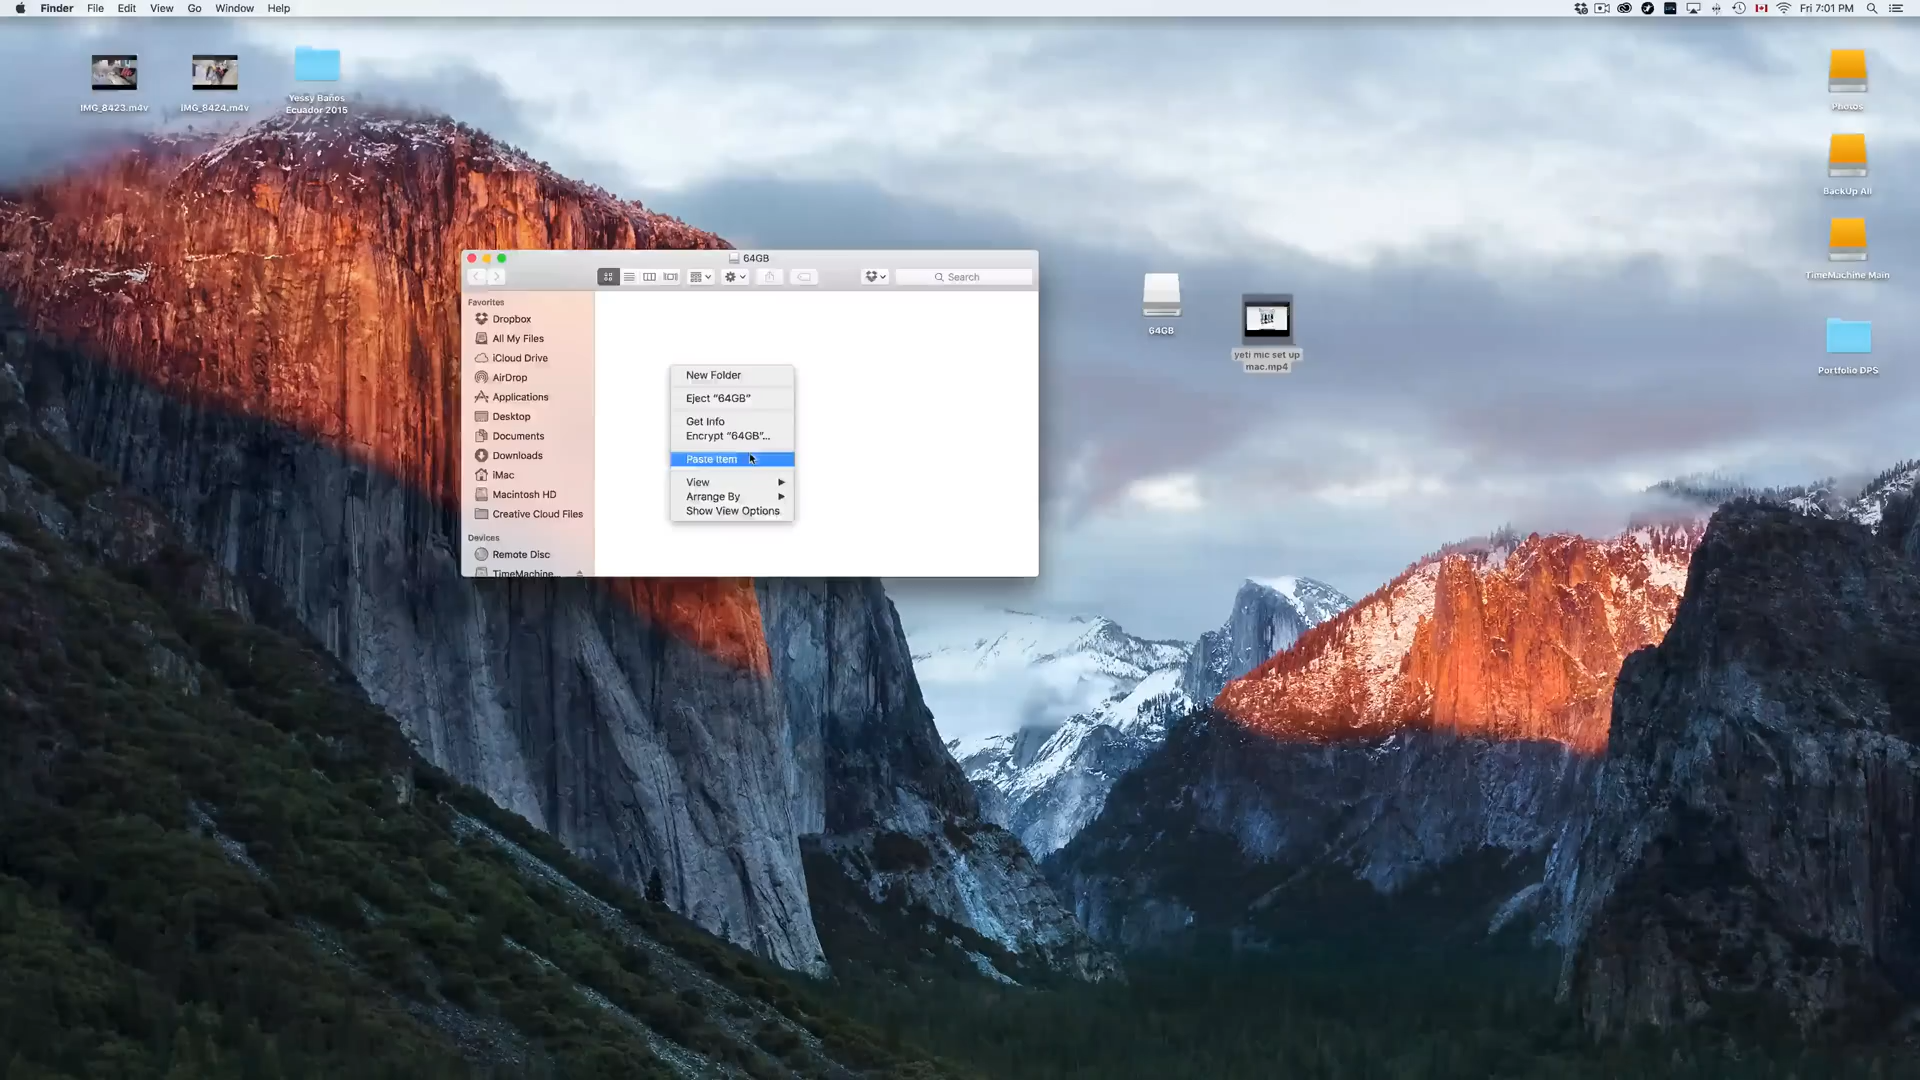 Finder File Edit View Go Window Help
Fri 7:01 PM
IMG_8423.m4v
IMG_8424.m4v
Yessy Baños
Ecuador 2015
Photos
BackUp All
TimeMachine Main
Portfolio DPS
64GB
yeti mic set up
mac.mp4
64GB
Search
Favorites
Dropbox
All My Files
iCloud Drive
AirDrop
Applications
Desktop
Documents
Downloads
iMac
Macintosh HD
Creative Cloud Files
Devices
Remote Disc
TimeMachine...
New Folder
Eject “64GB”
Get Info
Encrypt “64GB”...
Paste Item
View
Arrange By
Show View Options